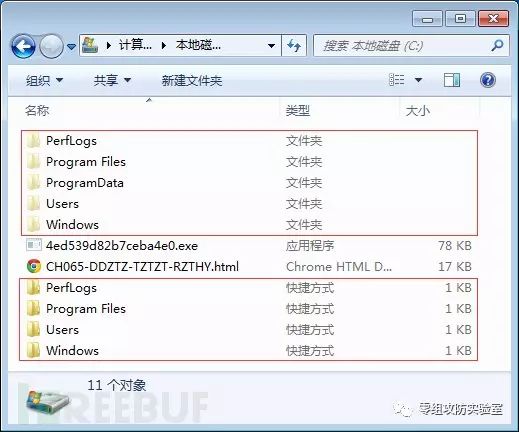 计算... 本地磁... 搜索 本地磁盘 (C:)
组织 共享 新建文件夹
名称 类型 大小
PerfLogs 文件夹
Program Files 文件夹
ProgramData 文件夹
Users 文件夹
Windows 文件夹
4ed539d82b7ceba4e0.exe 应用程序 78 KB
CH065-DDZTZ-TZTZT-RZTHY.html Chrome HTML D... 17 KB
PerfLogs 快捷方式 1 KB
Program Files 快捷方式 1 KB
Users 快捷方式 1 KB
Windows 快捷方式 1 KB
11 个对象
REEBUF
零组攻防实验室